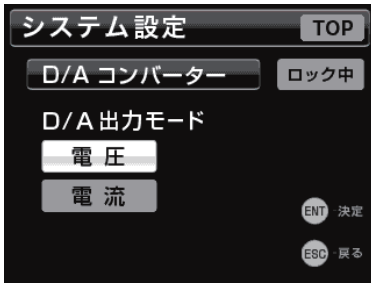 システム設定 TOP
D/A コンバーター ロック中
D/A出力モード
電圧
電流
ENT - 決定
ESC - 戻る